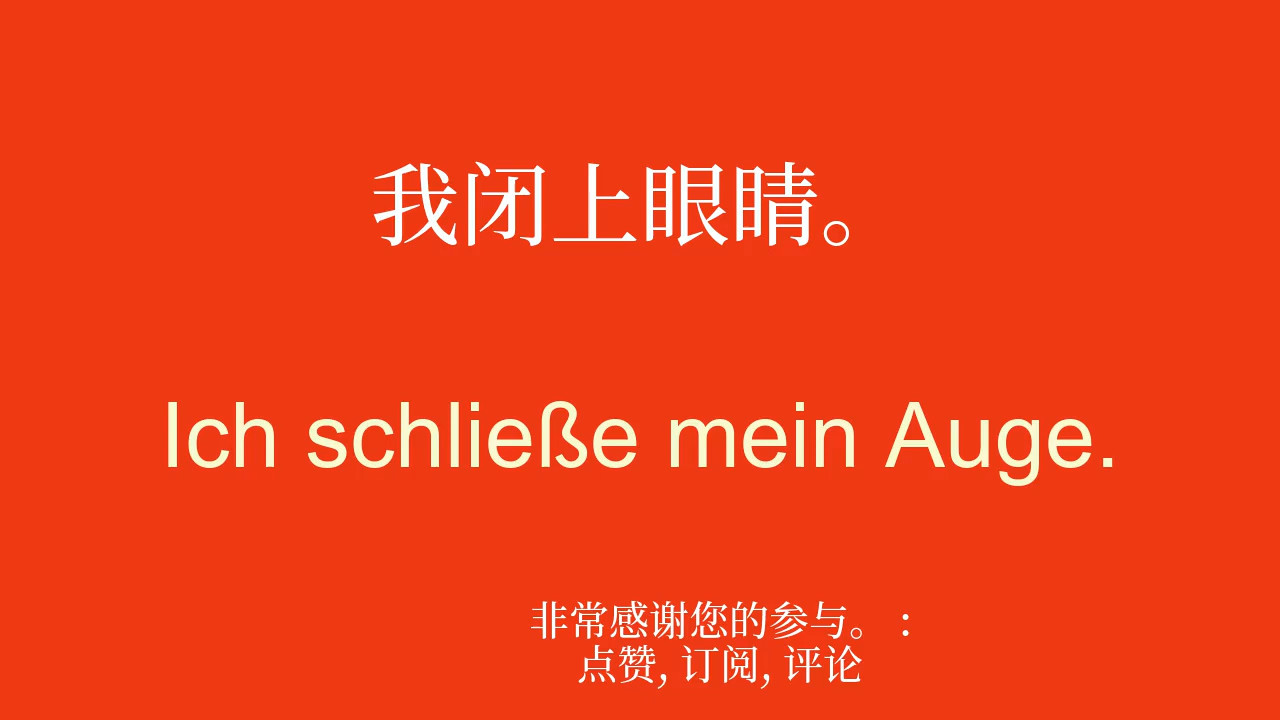 我闭上眼睛。
Ich schließe mein Auge.
非常感谢您的参与。 :
点赞, 订阅, 评论